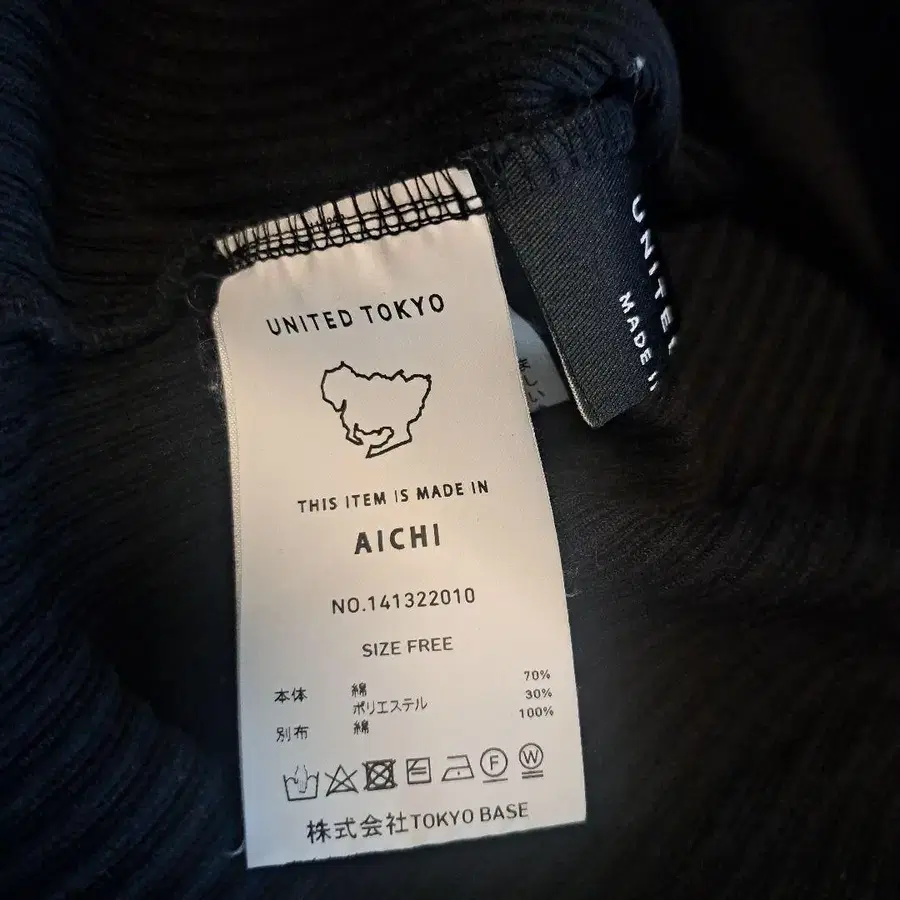 UNITED TOKYO
THIS ITEM IS MADE IN
AICHI
NO.141322010
SIZE FREE
本体 綿 70%
ポリエステル 30%
別布 綿 100%
F W
株式会社TOKYO BASE
MADE